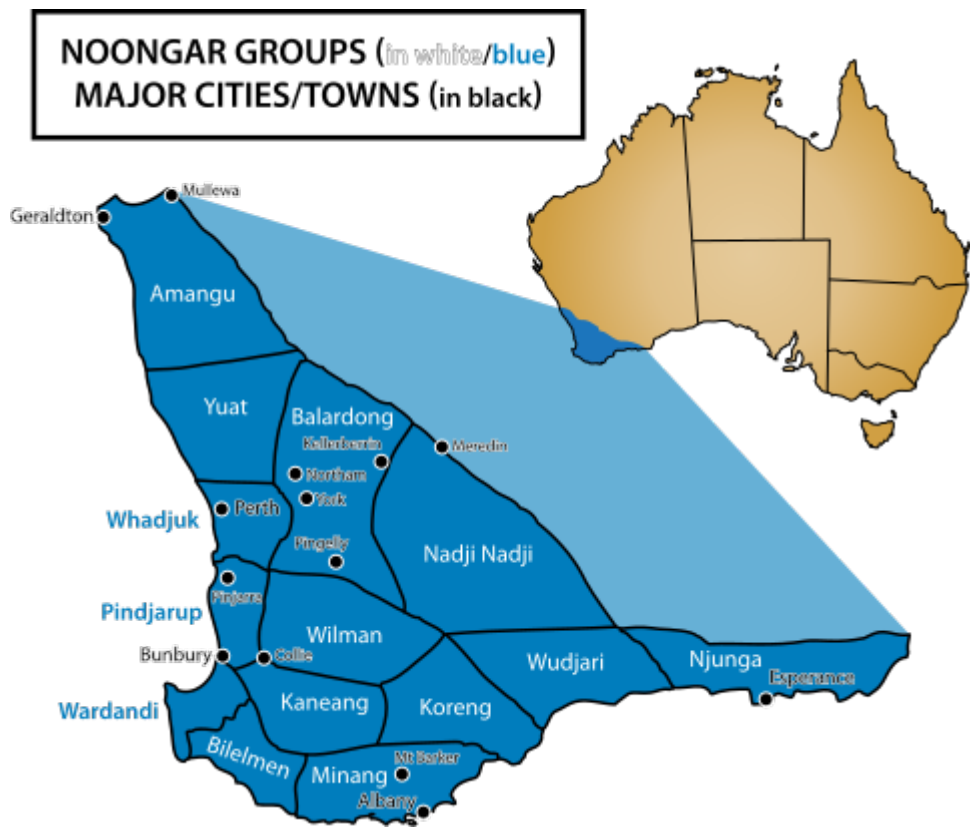 NOONGAR GROUPS (in white/blue)
MAJOR CITIES/TOWNS (in black)
Mullewa
Geraldton
Amangu
Yuat
Balardong
Kellerberrin
Meredin
Northam
York
Perth
Whadjuk
Pingelly
Nadji Nadji
Pinjarra
Pindjarup
Wilman
Bunbury
Collie
Wudjari
Njunga
Esperance
Wardandi
Kaneang
Koreng
Bilelmen
Minang
Mt Barker
Albany